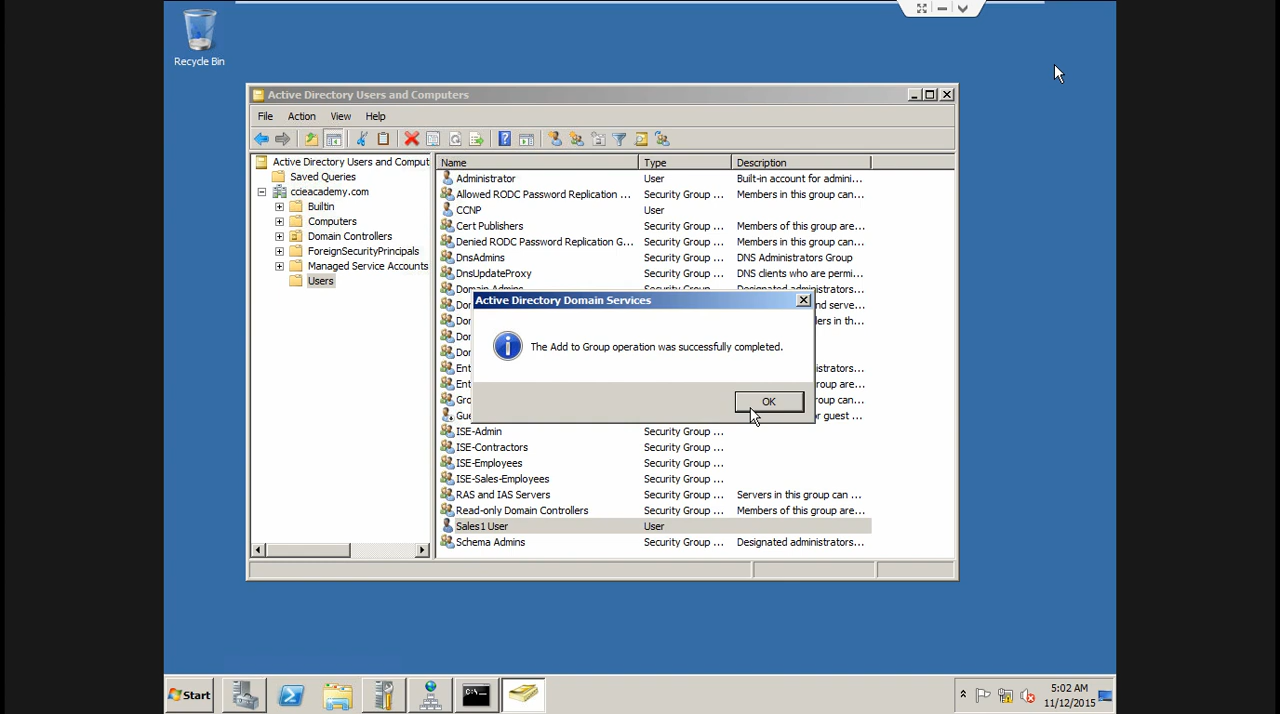 Recycle Bin
Active Directory Users and Computers
File Action View Help
Active Directory Users and Comput
Saved Queries
ccieacademy.com
Builtin
Computers
Domain Controllers
ForeignSecurityPrincipals
Managed Service Accounts
Users
Name Type Description
Administrator User Built-in account for admini...
Allowed RODC Password Replication ... Security Group ... Members in this group can...
CCNP User
Cert Publishers Security Group ... Members of this group are...
Denied RODC Password Replication G... Security Group ... Members in this group can...
DnsAdmins Security Group ... DNS Administrators Group
DnsUpdateProxy Security Group ... DNS clients who are permi...
Domain Admins Security Group ... Designated administrators...
Active Directory Domain Services
The Add to Group operation was successfully completed.
OK
ISE-Admin Security Group ...
ISE-Contractors Security Group ...
ISE-Employees Security Group ...
ISE-Sales-Employees Security Group ...
RAS and IAS Servers Security Group ... Servers in this group can ...
Read-only Domain Controllers Security Group ... Members of this group are...
Sales1 User User
Schema Admins Security Group ... Designated administrators...
Start
5:02 AM
11/12/2015